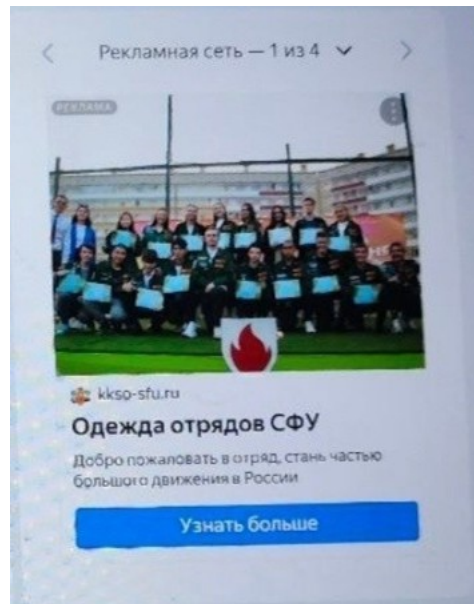 Рекламная сеть — 1 из 4
РЕКЛАМА
kkso-sfu.ru
Одежда отрядов СФУ
Добро пожаловать в отряд, стань частью
большого движения в России
Узнать больше